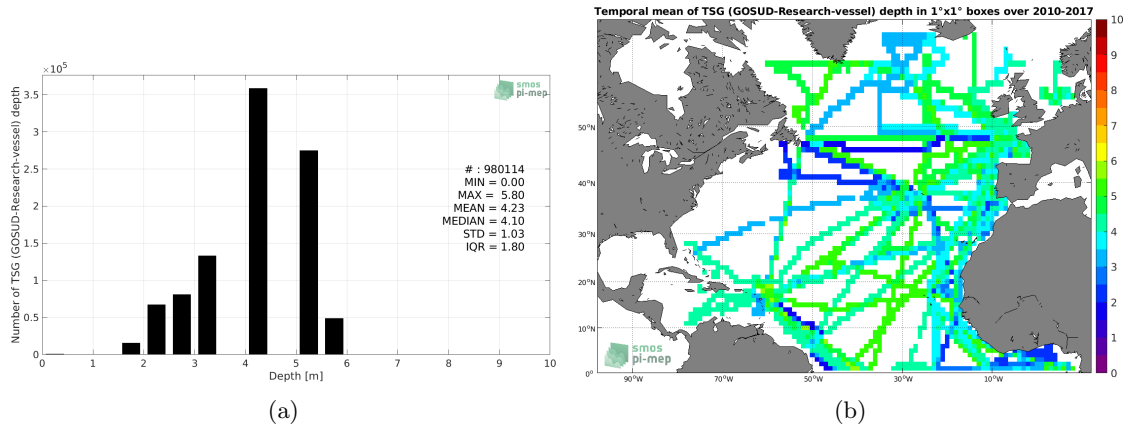 Temporal mean of TSG (GOSUD-Research-vessel) depth in 1°x1° boxes over 2010-2017
×10⁵
Number of TSG (GOSUD-Research-vessel) depth
3.5
3
2.5
2
1.5
1
0.5
0
smos
pi-mep
# : 980114
MIN = 0.00
MAX = 5.80
MEAN = 4.23
MEDIAN = 4.10
STD = 1.03
IQR = 1.80
0 1 2 3 4 5 6 7 8 9 10
Depth [m]
(a)
50°N
40°N
30°N
20°N
10°N
0°
90°W 70°W 50°W 30°W 10°W
smos
pi-mep
10
9
8
7
6
5
4
3
2
1
0
(b)